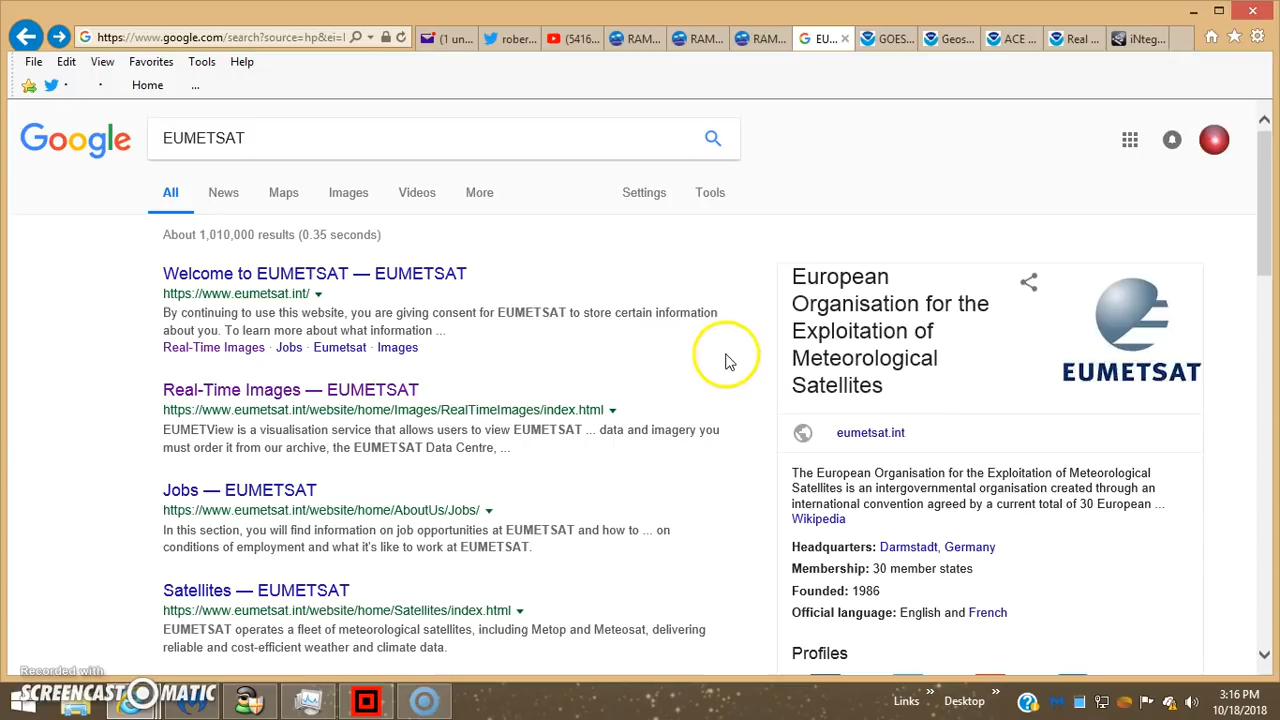 https://www.google.com/search?source=hp&ei=I
(1 un...
rober...
(5416...
RAM...
RAM...
RAM...
EU...
GOES...
Geos...
ACE ...
Real ...
iNteg...
File Edit View Favorites Tools Help
Home ...
Google
EUMETSAT
All News Maps Images Videos More Settings Tools
About 1,010,000 results (0.35 seconds)
Welcome to EUMETSAT — EUMETSAT
https://www.eumetsat.int/
By continuing to use this website, you are giving consent for EUMETSAT to store certain information
about you. To learn more about what information ...
Real-Time Images · Jobs · Eumetsat · Images
Real-Time Images — EUMETSAT
https://www.eumetsat.int/website/home/Images/RealTimeImages/index.html
EUMETView is a visualisation service that allows users to view EUMETSAT ... data and imagery you
must order it from our archive, the EUMETSAT Data Centre, ...
Jobs — EUMETSAT
https://www.eumetsat.int/website/home/AboutUs/Jobs/
In this section, you will find information on job opportunities at EUMETSAT and how to ... on
conditions of employment and what it's like to work at EUMETSAT.
Satellites — EUMETSAT
https://www.eumetsat.int/website/home/Satellites/index.html
EUMETSAT operates a fleet of meteorological satellites, including Metop and Meteosat, delivering
reliable and cost-efficient weather and climate data.
European
Organisation for the
Exploitation of
Meteorological
Satellites
EUMETSAT
eumetsat.int
The European Organisation for the Exploitation of Meteorological
Satellites is an intergovernmental organisation created through an
international convention agreed by a current total of 30 European ...
Wikipedia
Headquarters: Darmstadt, Germany
Membership: 30 member states
Founded: 1986
Official language: English and French
Profiles
Recorded with
SCREENCAST MATIC
Links » Desktop »
3:16 PM
10/18/2018